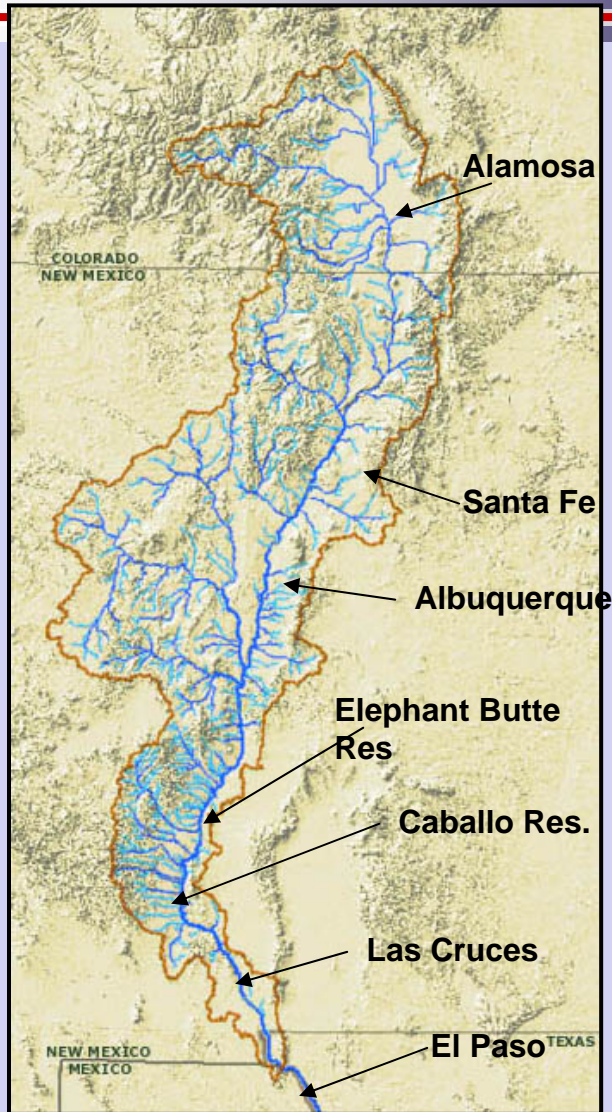 Alamosa
COLORADO
NEW MEXICO
Santa Fe
Albuquerque
Elephant Butte
Res
Caballo Res.
Las Cruces
NEW MEXICO
MEXICO
El Paso
TEXAS